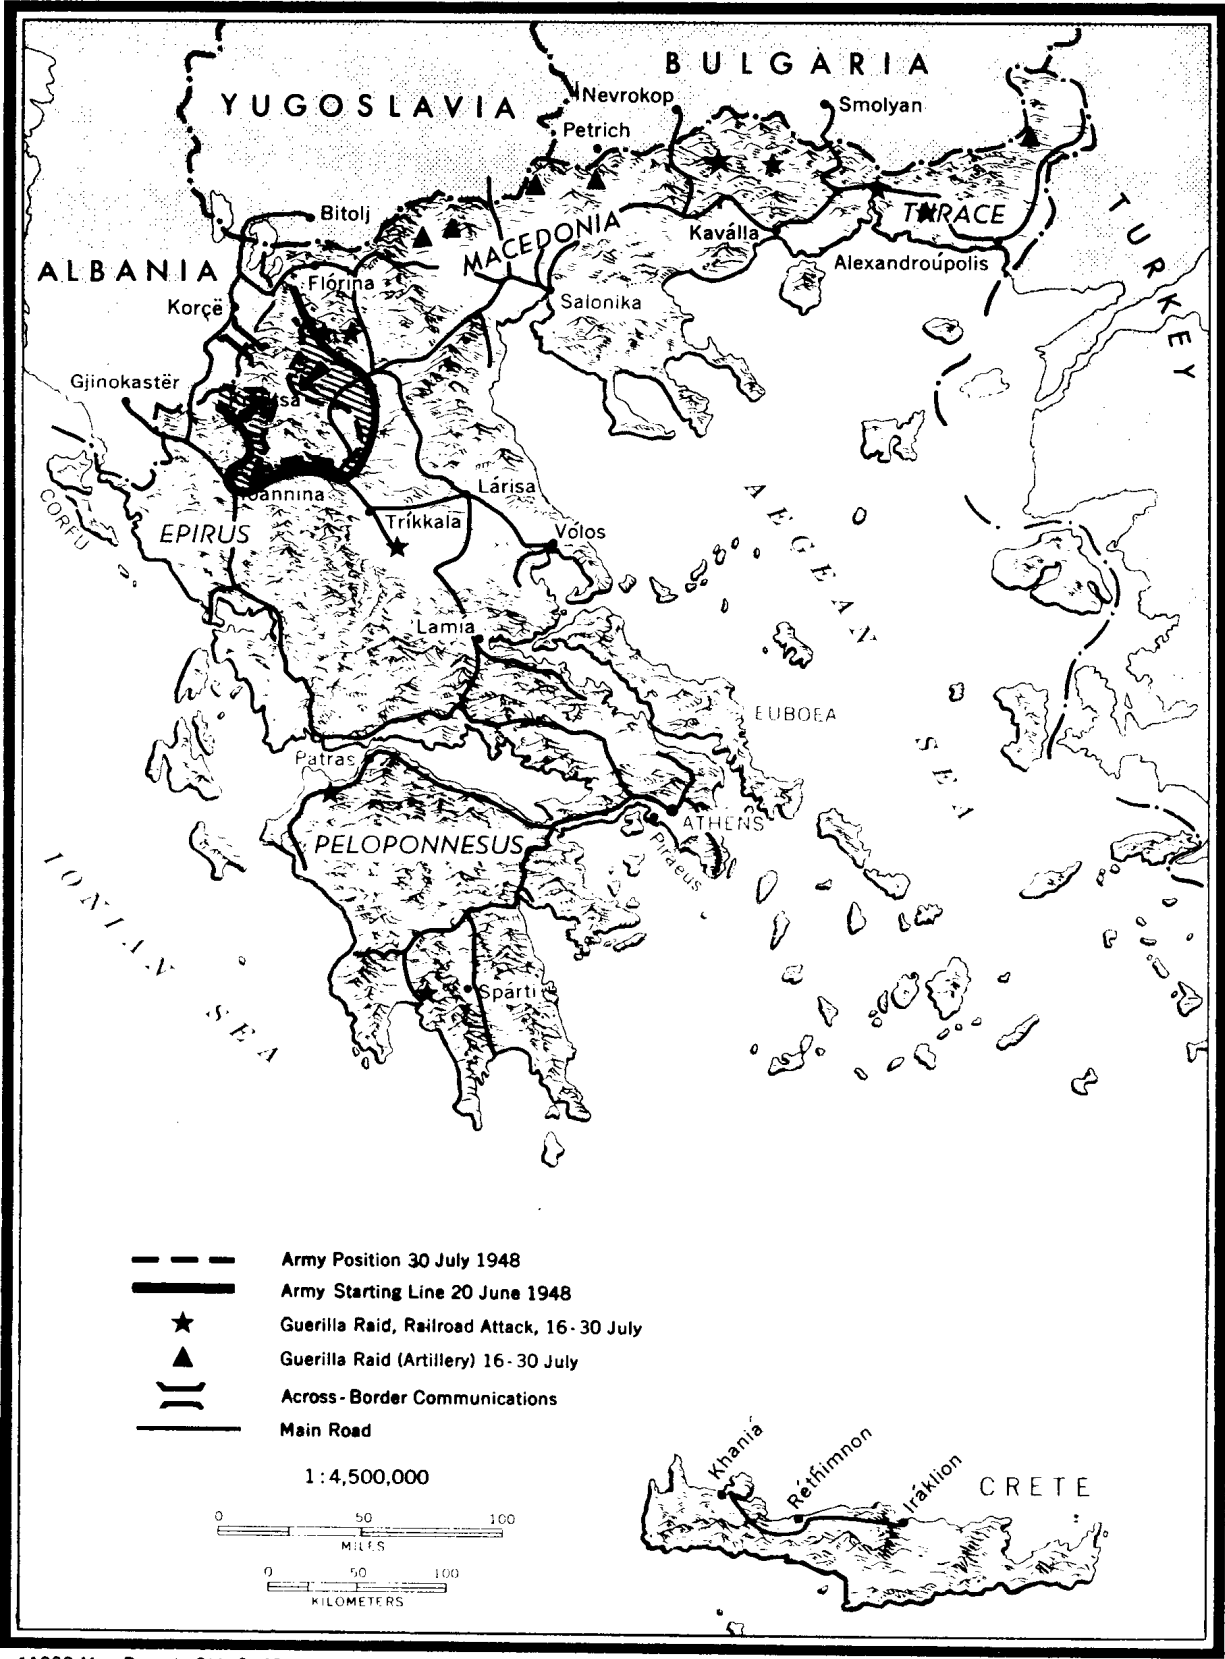 BULGARIA
YUGOSLAVIA
Nevrokop
Smolyan
Petrich
Bitolj
THRACE
TURKEY
MACEDONIA
Kaválla
ALBANIA
Alexandroúpolis
Flórina
Salonika
Korçë
Gjinokastër
Ioannina
Lárisa
CORFU
Tríkkala
EPIRUS
Vólos
AEGEAN SEA
Lamía
EUBOEA
Patras
ATHENS
Piraeus
PELOPONNESUS
IONIAN SEA
Spárti
Army Position 30 July 1948
Army Starting Line 20 June 1948
Guerilla Raid, Railroad Attack, 16-30 July
Guerilla Raid (Artillery) 16-30 July
Across-Border Communications
Main Road
1:4,500,000
0 50 100
MILES
0 50 100
KILOMETERS
Khaniá
Réthimnon
Iráklion
CRETE